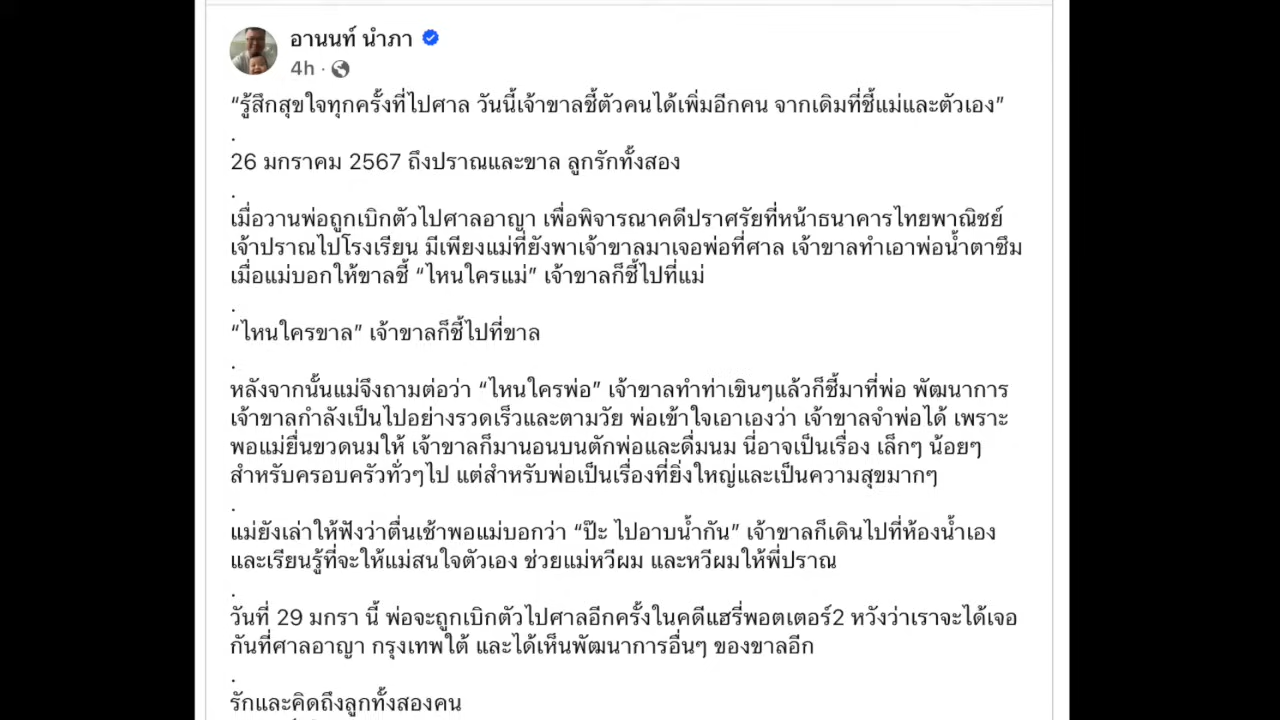 อานนท์ นำภา
4h ·
“รู้สึกสุขใจทุกครั้งที่ไปศาล วันนี้เจ้าขาลชี้ตัวคนได้เพิ่มอีกคน จากเดิมที่ชี้แม่และตัวเอง”
.
26 มกราคม 2567 ถึงปราณและขาล ลูกรักทั้งสอง
.
เมื่อวานพ่อถูกเบิกตัวไปศาลอาญา เพื่อพิจารณาคดีปราศรัยที่หน้าธนาคารไทยพาณิชย์
เจ้าปราณไปโรงเรียน มีเพียงแม่ที่ยังพาเจ้าขาลมาเจอพ่อที่ศาล เจ้าขาลทำเอาพ่อน้ำตาซึม
เมื่อแม่บอกให้ขาลชี้ “ไหนใครแม่” เจ้าขาลก็ชี้ไปที่แม่
.
“ไหนใครขาล” เจ้าขาลก็ชี้ไปที่ขาล
.
หลังจากนั้นแม่จึงถามต่อว่า “ไหนใครพ่อ” เจ้าขาลทำท่าเขินๆแล้วก็ชี้มาที่พ่อ พัฒนาการ
เจ้าขาลกำลังเป็นไปอย่างรวดเร็วและตามวัย พ่อเข้าใจเอาเองว่า เจ้าขาลจำพ่อได้ เพราะ
พอแม่ยื่นขวดนมให้ เจ้าขาลก็มานอนบนตักพ่อและดื่มนม นี่อาจเป็นเรื่อง เล็กๆ น้อยๆ
สำหรับครอบครัวทั่วๆไป แต่สำหรับพ่อเป็นเรื่องที่ยิ่งใหญ่และเป็นความสุขมากๆ
.
แม่ยังเล่าให้ฟังว่าตื่นเช้าพอแม่บอกว่า “ป๊ะ ไปอาบน้ำกัน” เจ้าขาลก็เดินไปที่ห้องน้ำเอง
และเรียนรู้ที่จะให้แม่สนใจตัวเอง ช่วยแม่หวีผม และหวีผมให้พี่ปราณ
.
วันที่ 29 มกรา นี้ พ่อจะถูกเบิกตัวไปศาลอีกครั้งในคดีแฮรี่พอตเตอร์2 หวังว่าเราจะได้เจอ
กันที่ศาลอาญา กรุงเทพใต้ และได้เห็นพัฒนาการอื่นๆ ของขาลอีก
.
รักและคิดถึงลูกทั้งสองคน